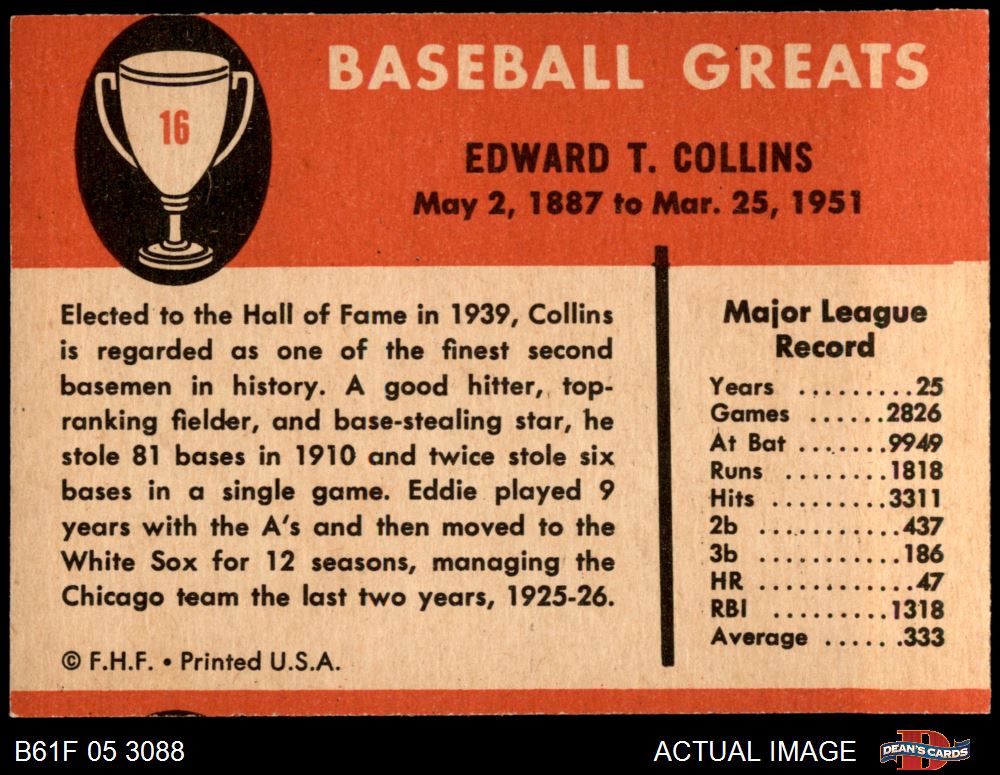 BASEBALL GREATS
16
EDWARD T. COLLINS
May 2, 1887 to Mar. 25, 1951
Elected to the Hall of Fame in 1939, Collins
is regarded as one of the finest second
basemen in history. A good hitter, top-
ranking fielder, and base-stealing star, he
stole 81 bases in 1910 and twice stole six
bases in a single game. Eddie played 9
years with the A's and then moved to the
White Sox for 12 seasons, managing the
Chicago team the last two years, 1925-26.
© F.H.F. • Printed U.S.A.
Major League
Record
Years .........25
Games ......2826
At Bat ........9949
Runs ........1818
Hits .........3311
2b ...........437
3b ...........186
HR ............47
RBI .........1318
Average ......333
B61F 05 3088
ACTUAL IMAGE
D
DEAN'S CARDS